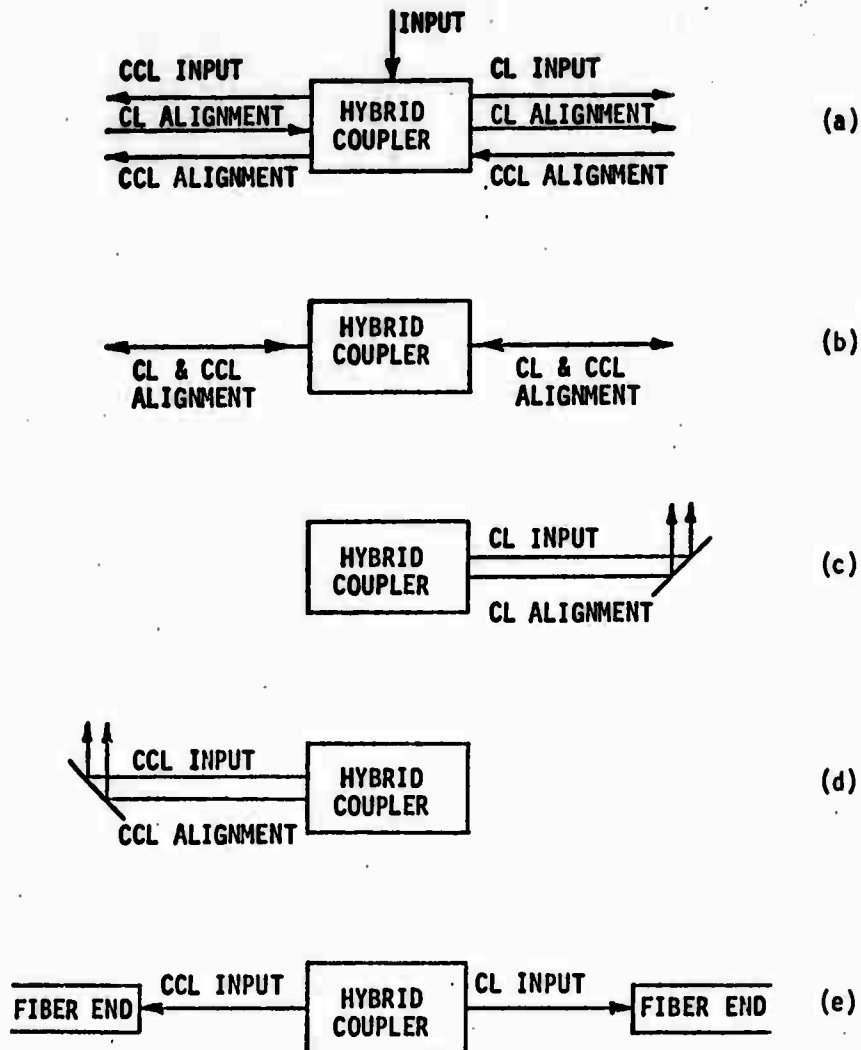 INPUT
CCL INPUT
CL ALIGNMENT
CCL ALIGNMENT
HYBRID
COUPLER
CL INPUT
CL ALIGNMENT
CCL ALIGNMENT
(a)
CL & CCL
ALIGNMENT
HYBRID
COUPLER
CL & CCL
ALIGNMENT
(b)
HYBRID
COUPLER
CL INPUT
CL ALIGNMENT
(c)
CCL INPUT
CCL ALIGNMENT
HYBRID
COUPLER
(d)
FIBER END
CCL INPUT
HYBRID
COUPLER
CL INPUT
FIBER END
(e)